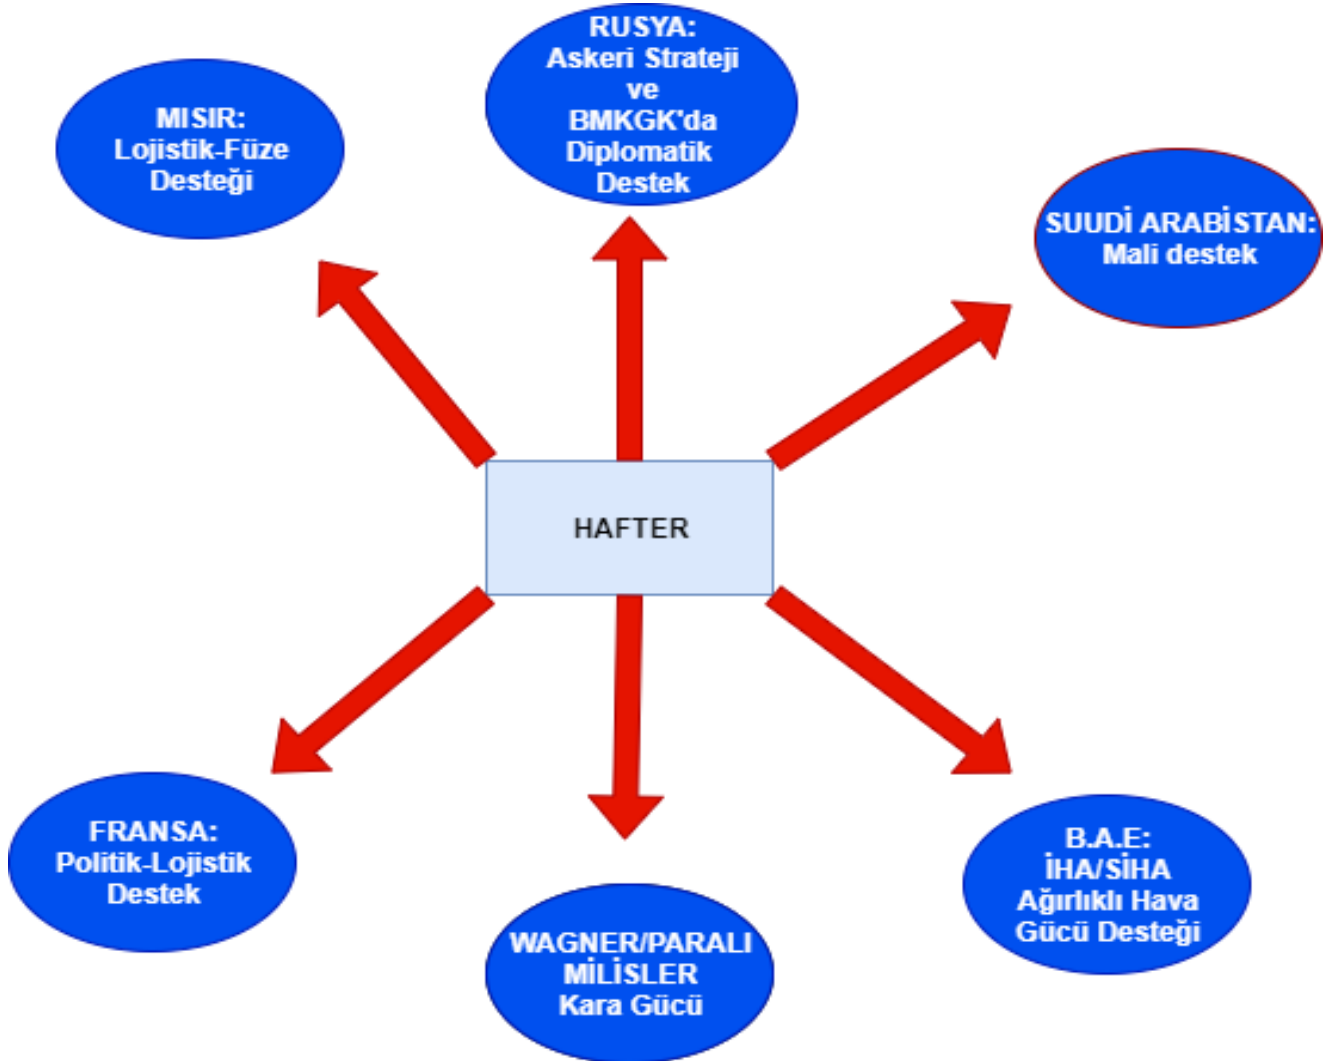 RUSYA:
Askeri Strateji
ve
BMKGK'da
Diplomatik
Destek
MISIR:
Lojistik-Füze
Desteği
SUUDİ ARABİSTAN:
Mali destek
HAFTER
FRANSA:
Politik-Lojistik
Destek
WAGNER/PARALI
MİLİSLER
Kara Gücü
B.A.E:
İHA/SİHA
Ağırlıklı Hava
Gücü Desteği